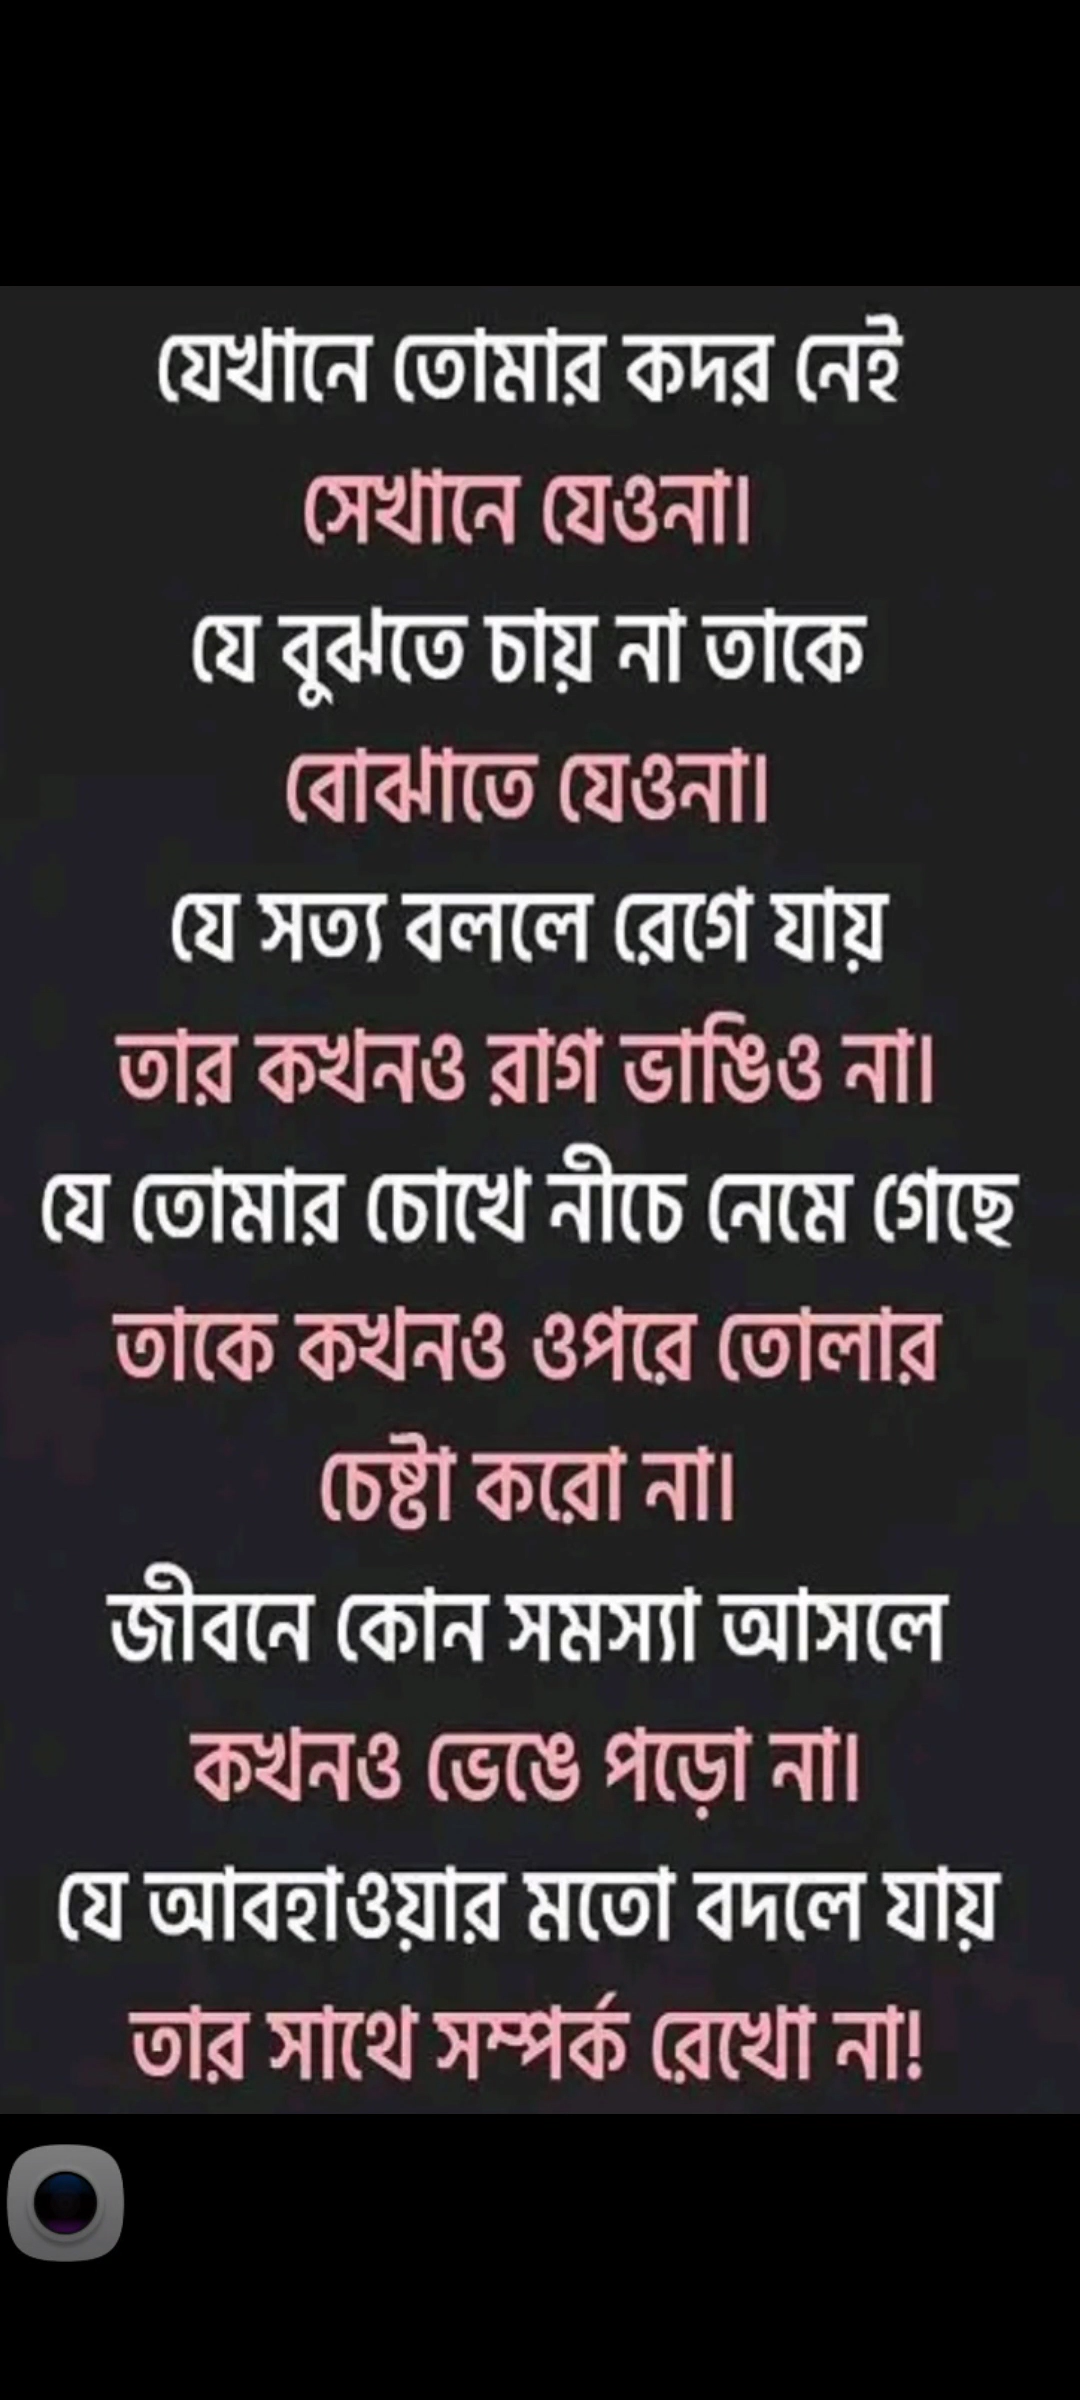 যেখানে তোমার কদর নেই
সেখানে যেওনা।
যে বুঝতে চায় না তাকে
বোঝাতে যেওনা।
যে সত্য বললে রেগে যায়
তার কখনও রাগ ভাঙিও না।
যে তোমার চোখে নীচে নেমে গেছে
তাকে কখনও ওপরে তোলার
চেষ্টা করো না।
জীবনে কোন সমস্যা আসলে
কখনও ভেঙে পড়ো না।
যে আবহাওয়ার মতো বদলে যায়
তার সাথে সম্পর্ক রেখো না!